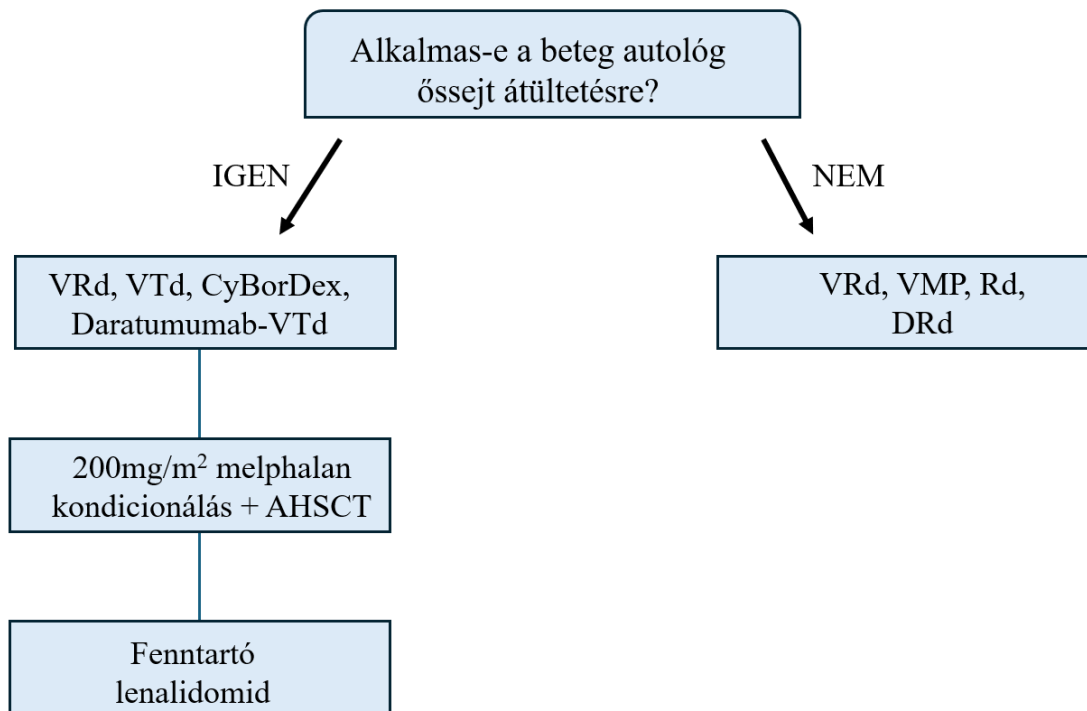 Alkalmas-e a beteg autológ
őssejt átültetésre?
IGEN
NEM
VRd, VTd, CyBorDex,
Daratumumab-VTd
VRd, VMP, Rd,
DRd
200mg/m² melphalan
kondicionálás + AHSCT
Fenntartó
lenalidomid